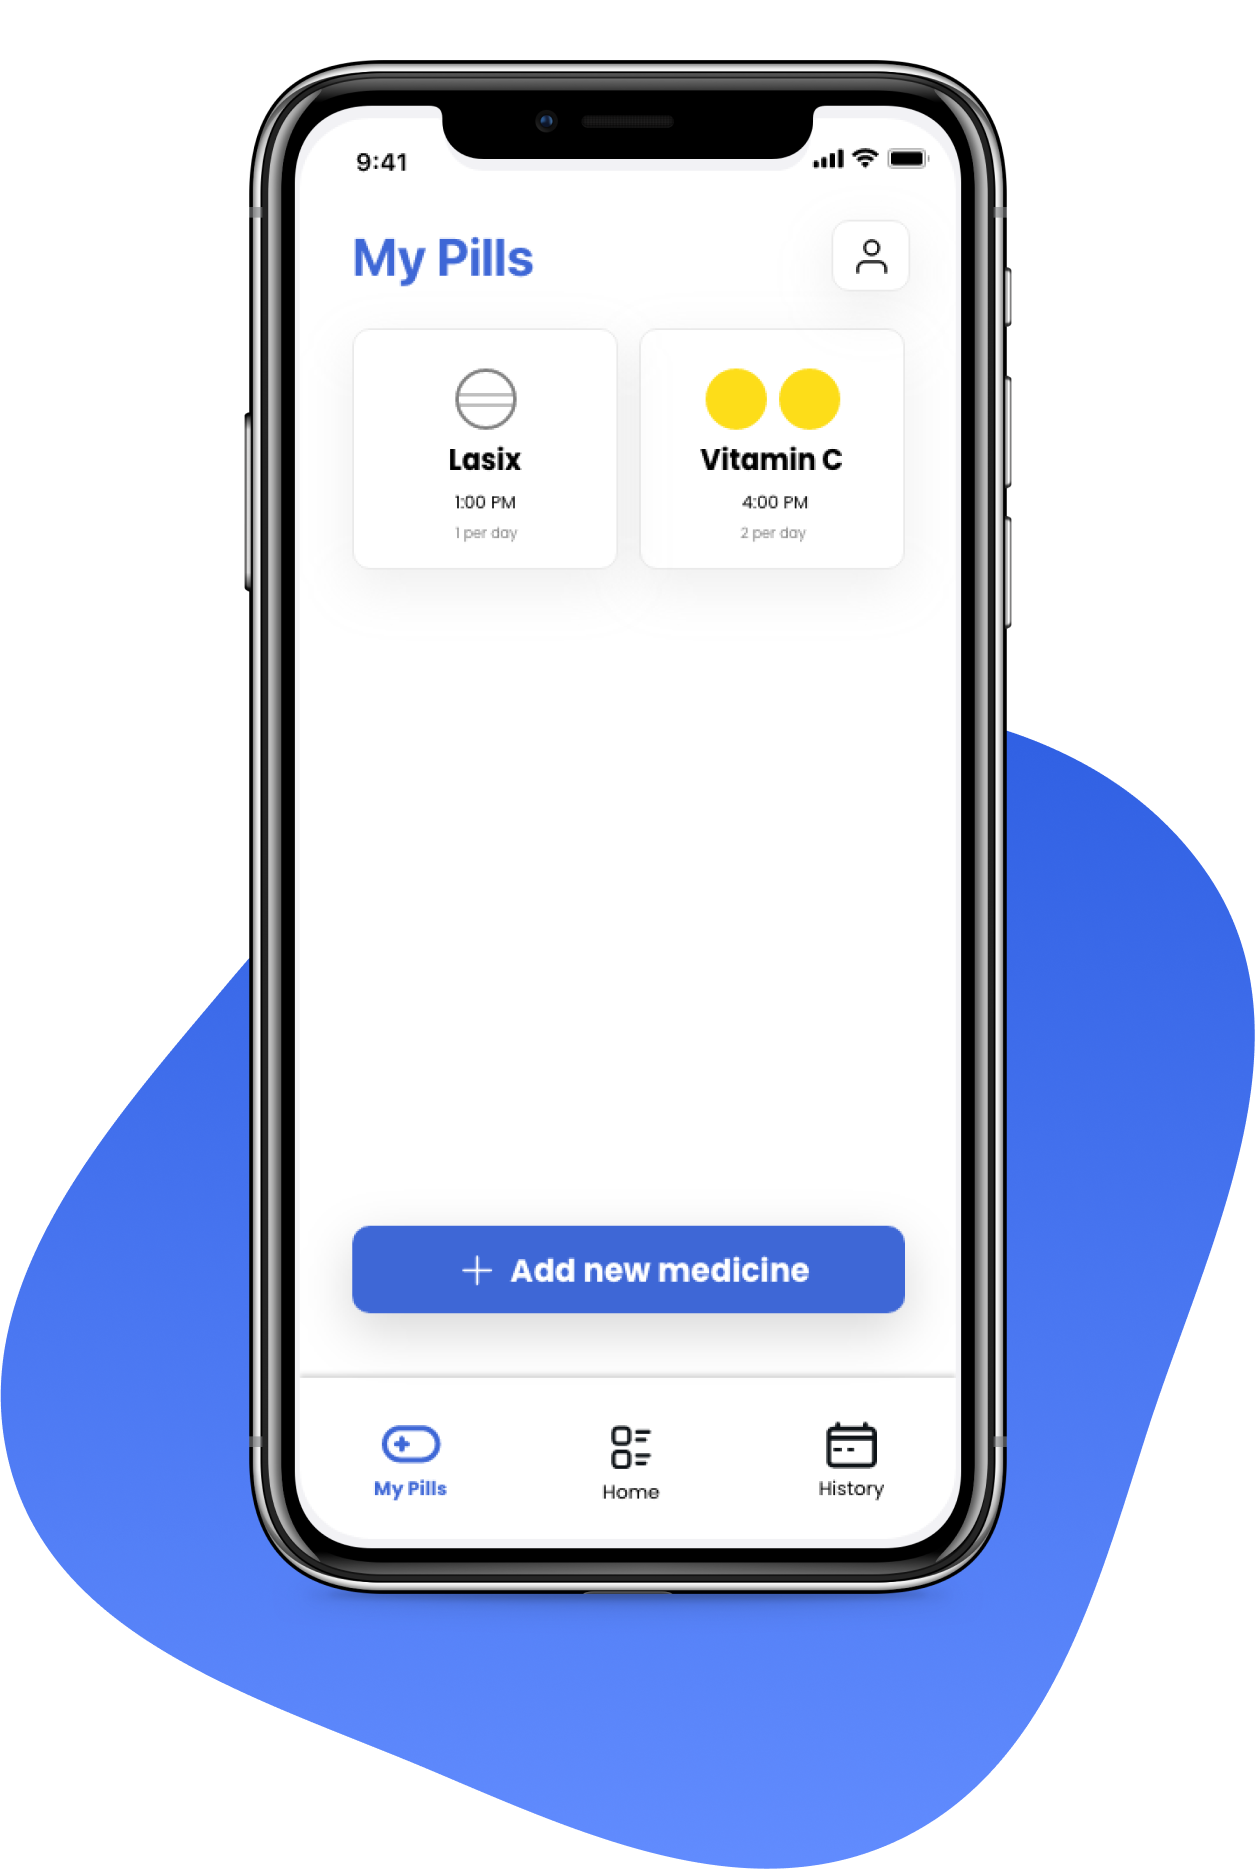 9:41
My Pills
Lasix
1:00 PM
1 per day
Vitamin C
4:00 PM
2 per day
Add new medicine
My Pills
Home
History